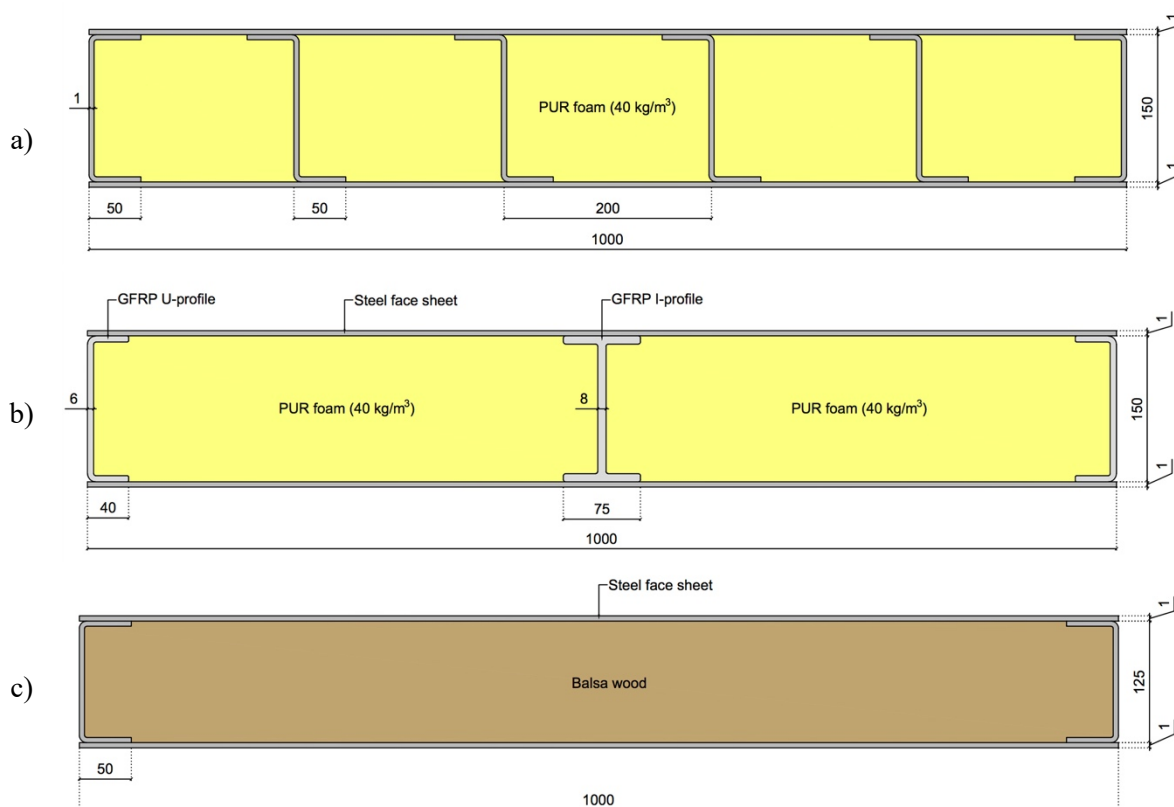 1
a)
1
PUR foam (40 kg/m³)
150
1
50
50
200
1000
GFRP U-profile
Steel face sheet
GFRP I-profile
1
b)
6
PUR foam (40 kg/m³)
8
PUR foam (40 kg/m³)
150
1
40
75
1000
Steel face sheet
1
c)
Balsa wood
125
1
50
1000